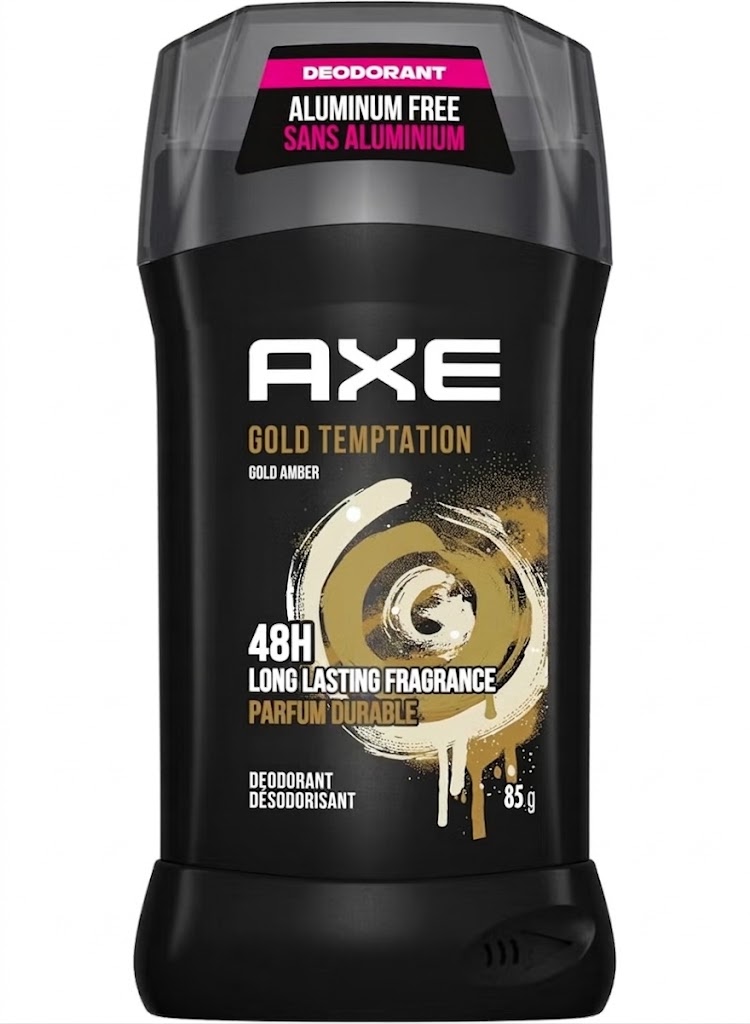 DEODORANT
ALUMINUM FREE
SANS ALUMINIUM
AXE
GOLD TEMPTATION
GOLD AMBER
48H
LONG LASTING FRAGRANCE
PARFUM DURABLE
DEODORANT
DÉSODORISANT
85 g